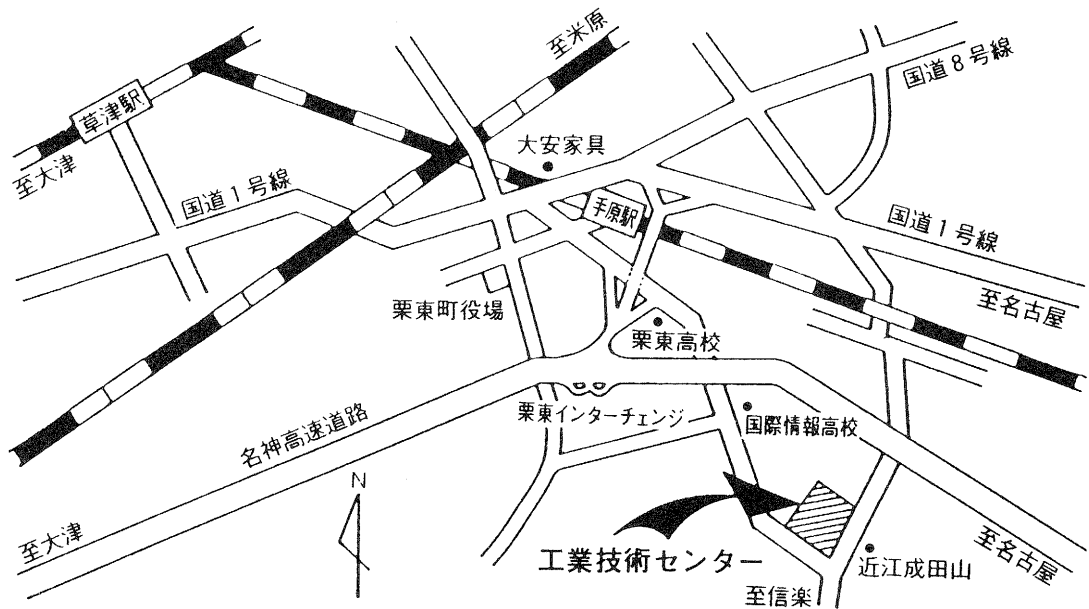 至米原
国道8号線
草津駅
至大津
大安家具
国道1号線
手原駅
国道1号線
至名古屋
栗東町役場
栗東高校
栗東インターチェンジ
国際情報高校
名神高速道路
N
至大津
工業技術センター
近江成田山
至名古屋
至信楽